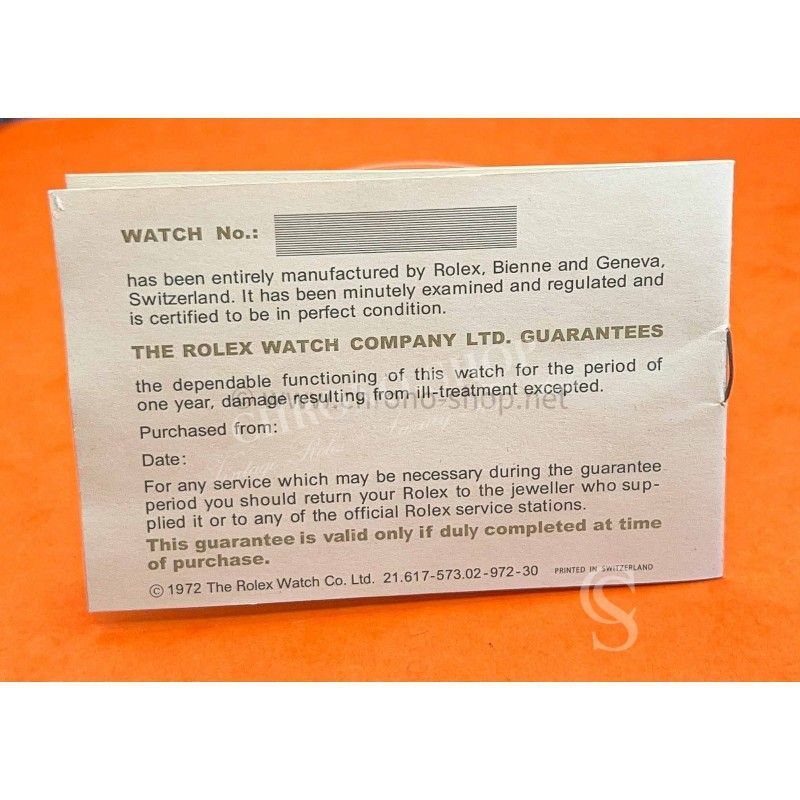 WATCH No.:
has been entirely manufactured by Rolex, Bienne and Geneva,
Switzerland. It has been minutely examined and regulated and
is certified to be in perfect condition.
THE ROLEX WATCH COMPANY LTD. GUARANTEES
the dependable functioning of this watch for the period of
one year, damage resulting from ill-treatment excepted.
Purchased from:
Date:
For any service which may be necessary during the guarantee
period you should return your Rolex to the jeweller who sup-
plied it or to any of the official Rolex service stations.
This guarantee is valid only if duly completed at time
of purchase.
© 1972 The Rolex Watch Co. Ltd. 21.617-573.02-972-30 PRINTED IN SWITZERLAND
CS